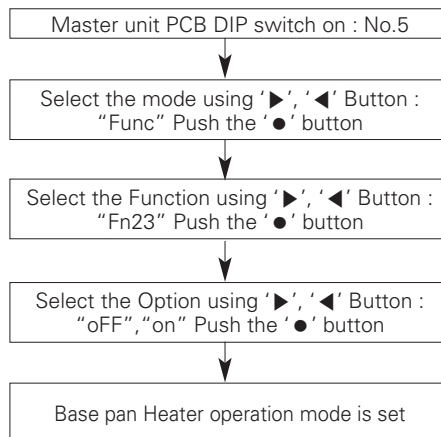 Master unit PCB DIP switch on : No.5
Select the mode using ‘▶’, ‘◀’ Button :
“Func” Push the ‘●’ button
Select the Function using ‘▶’, ‘◀’ Button :
“Fn23” Push the ‘●’ button
Select the Option using ‘▶’, ‘◀’ Button :
“oFF”,“on” Push the ‘●’ button
Base pan Heater operation mode is set